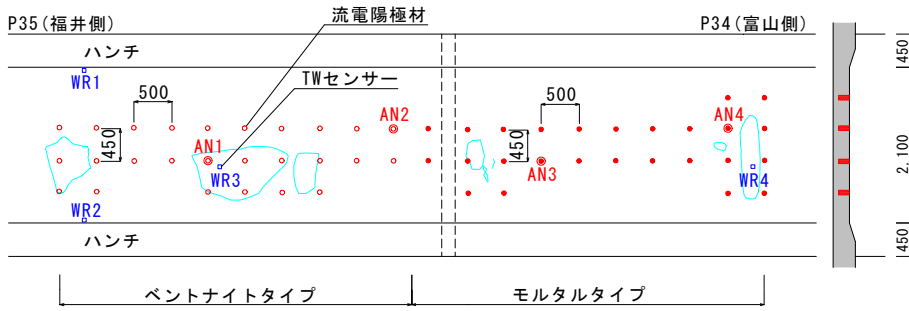 流電陽極材
P35(福井側)
P34(富山側)
ハンチ
450
TWセンサー
WR1
500
500
AN2
AN4
450
AN1
450
2,100
WR3
AN3
WR4
WR2
ハンチ
450
ベントナイトタイプ
モルタルタイプ